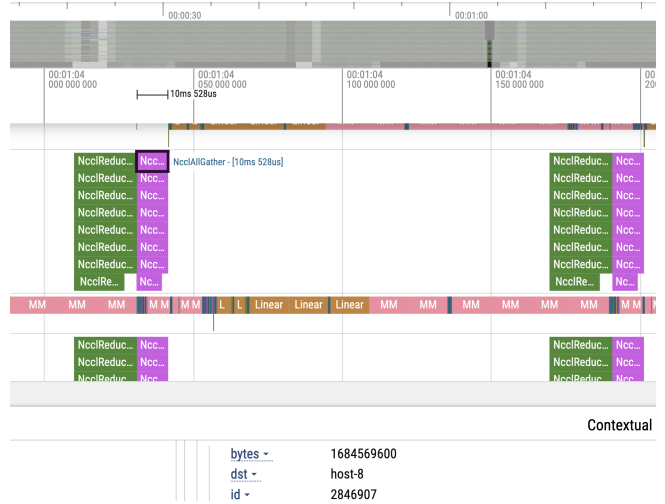 00:00:30 00:01:00
00:01:04 00:01:04 00:01:04 00:01:04
000 000 000 050 000 000 100 000 000 150 000 000
10ms 528us
NcclReduc... Ncc... NcclAllGather - [10ms 528us] NcclReduc... Ncc...
NcclReduc... Ncc... NcclReduc... Ncc...
NcclReduc... Ncc... NcclReduc... Ncc...
NcclReduc... Ncc... NcclReduc... Ncc...
NcclReduc... Ncc... NcclReduc... Ncc...
NcclReduc... Ncc... NcclReduc... Ncc...
NcclReduc... Ncc... NcclReduc... Ncc...
NcclRe... Nc... NcclRe... Nc...
MM MM MM M M M M L L Linear Linear Linear MM MM MM MM MM MM M M
NcclReduc... Ncc... NcclReduc... Ncc...
NcclReduc... Ncc... NcclReduc... Ncc...
NcclReduc... Ncc... NcclReduc... Ncc...
Contextual
bytes 1684569600
dst host-8
id 2846907